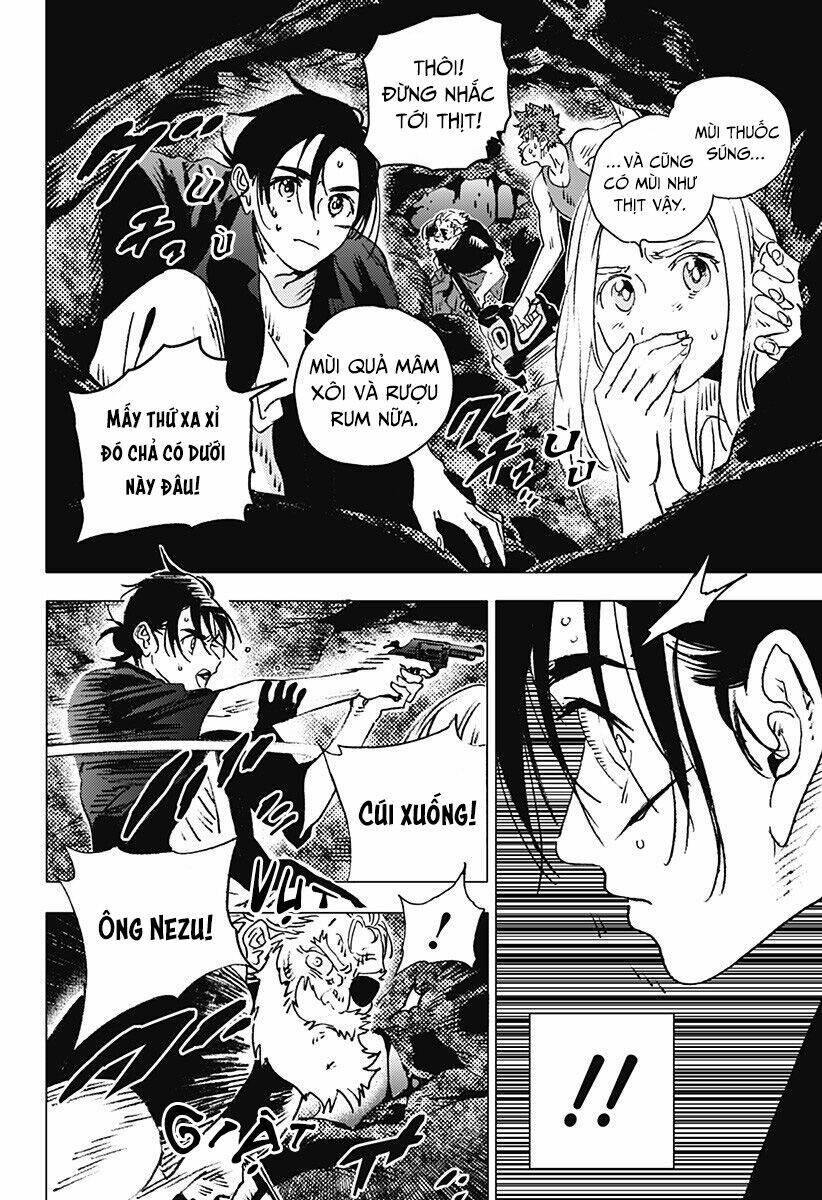 MÙI THUỐC
SÚNG...
...VÀ CŨNG
CÓ MÙI NHƯ
THỊT VẬY.
THÔI!
ĐỪNG NHẮC
TỚI THỊT!
Ù
Ù
MÙI QUẢ MÂM
XÔI VÀ RƯỢU
RUM NỮA.
MẤY THỨ XA XỈ
ĐÓ CHẢ CÓ DƯỚI
NÀY ĐÂU!
Ù
Ù
!!
CÚI XUỐNG!
ÔNG NEZU!
VỤT
!
GIẬT